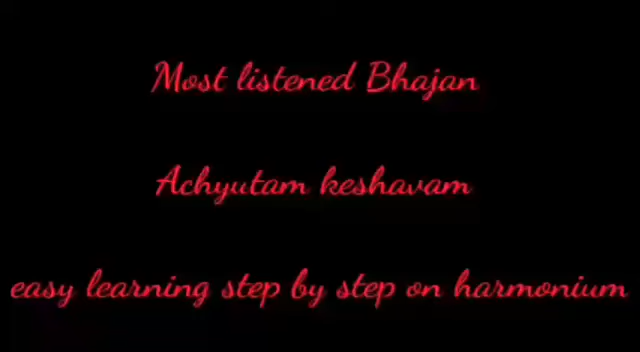 Most listened Bhajan
Achyutam keshavam
easy learning step by step on harmonium